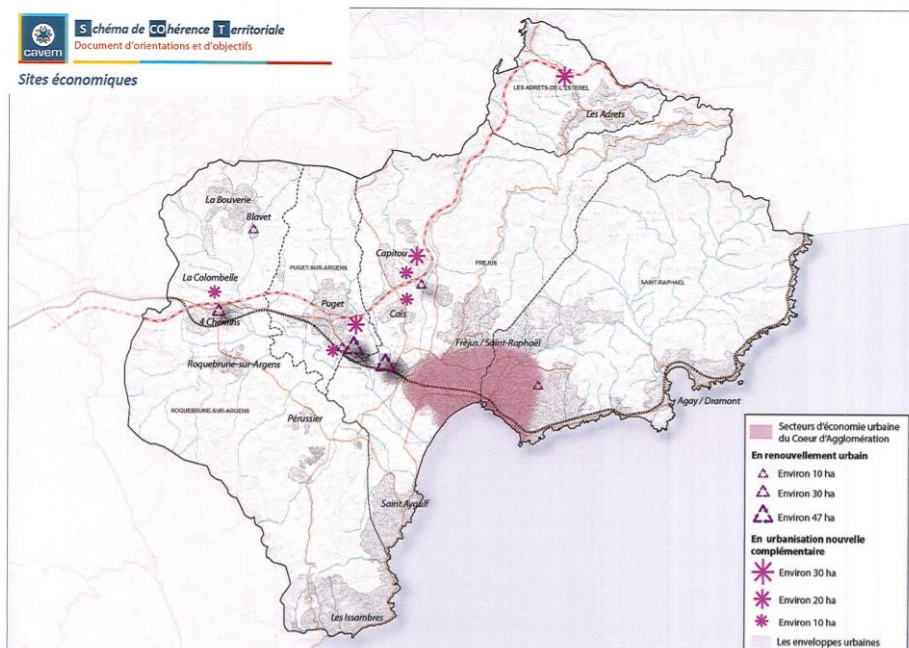 cavem
Schéma de COhérence Territoriale
Document d'orientations et d'objectifs
Sites économiques
LES ADRETS-DE-L'ESTEREL
Les Adrets
La Bouverie
Blavet
Capitou
PUGET-SUR-ARGENS
FRÉJUS
La Colombelle
SAINT-RAPHAËL
Puget
Cais
4 Chemins
Fréjus / Saint-Raphaël
Roquebrune-sur-Argens
Agay / Dramont
ROQUEBRUNE-SUR-ARGENS
Pérussier
Saint Aygulf
Les Issambres
Secteurs d'économie urbaine
du Coeur d'Agglomération
En renouvellement urbain
Environ 10 ha
Environ 30 ha
Environ 47 ha
En urbanisation nouvelle
complémentaire
Environ 30 ha
Environ 20 ha
Environ 10 ha
Les enveloppes urbaines